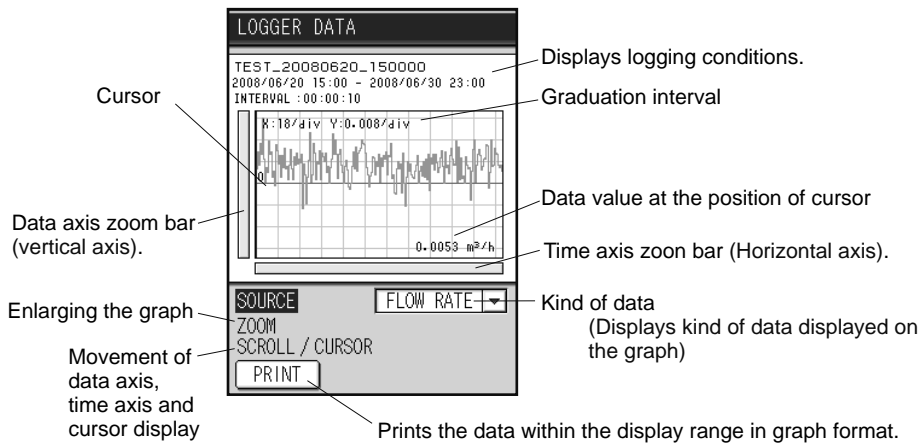 LOGGER DATA
TEST_20080620_150000
2008/06/20 15:00 - 2008/06/30 23:00
INTERVAL :00:00:10
X:18/div Y:0.008/div
0
0.0053 m³/h
SOURCE
FLOW RATE
ZOOM
SCROLL / CURSOR
PRINT
Cursor
Data axis zoom bar
(vertical axis).
Enlarging the graph
Movement of
data axis,
time axis and
cursor display
Displays logging conditions.
Graduation interval
Data value at the position of cursor
Time axis zoon bar (Horizontal axis).
Kind of data
(Displays kind of data displayed on
the graph)
Prints the data within the display range in graph format.